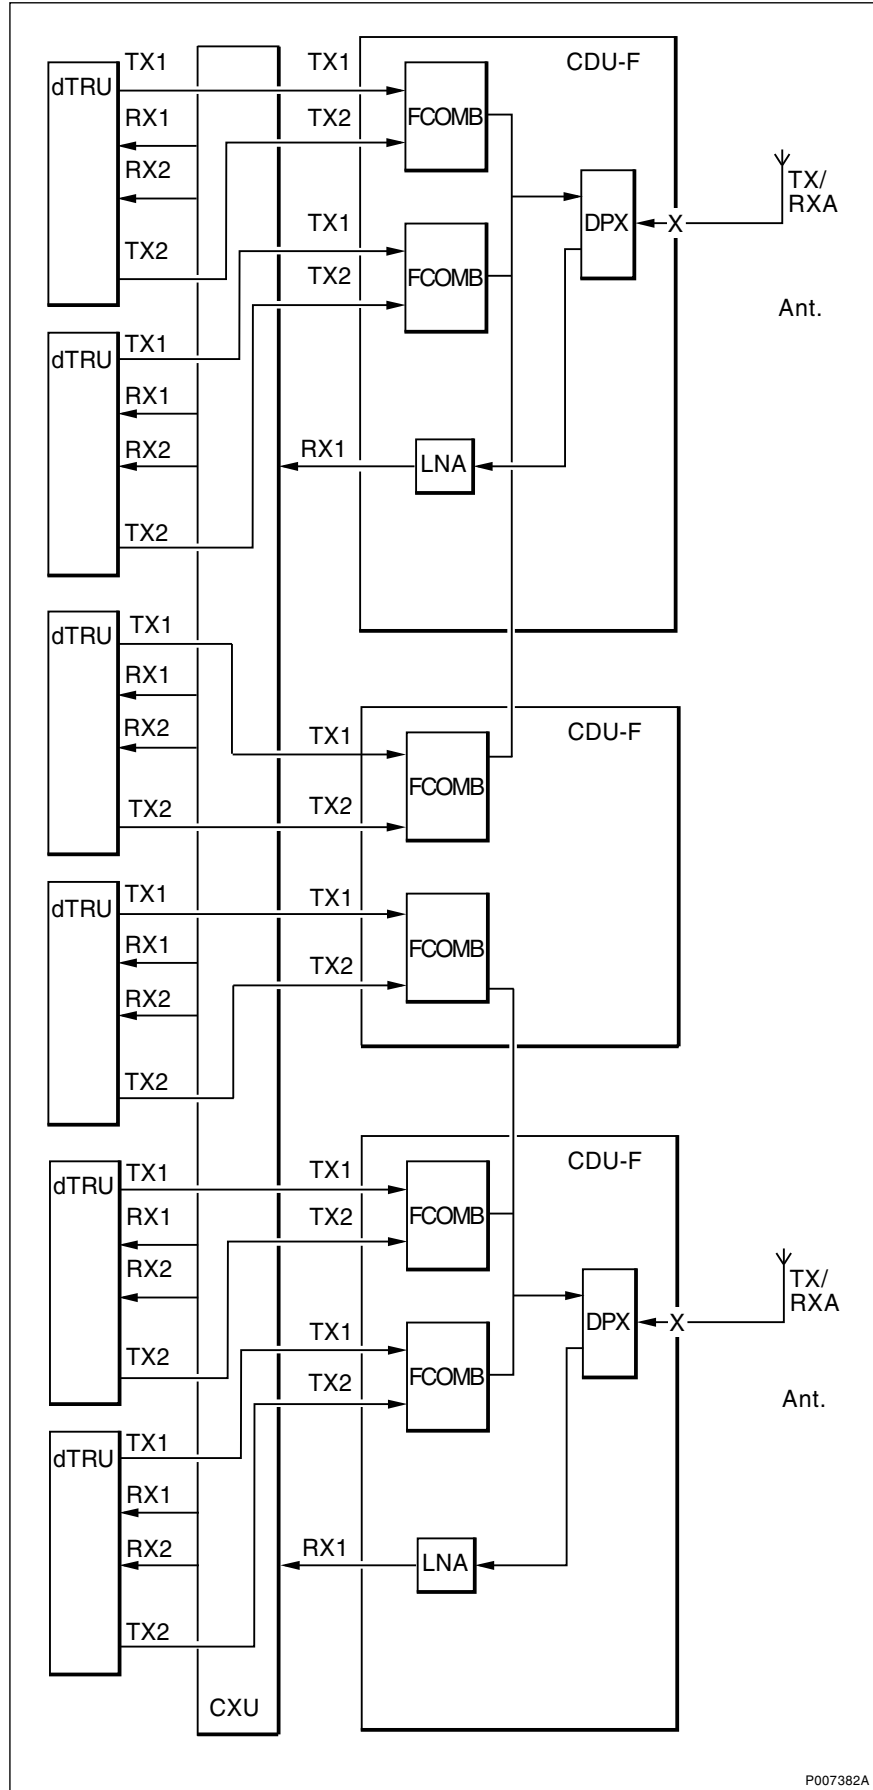 TX1
TX1
CDU-F
dTRU
FCOMB
RX1
TX2
RX2
TX/
RXA
DPX
X
TX2
TX1
TX2
FCOMB
Ant.
dTRU
TX1
RX1
RX2
RX1
LNA
TX2
dTRU
TX1
RX1
RX2
TX1
CDU-F
FCOMB
TX2
TX2
dTRU
TX1
TX1
RX1
FCOMB
TX2
RX2
TX2
dTRU
TX1
TX1
CDU-F
FCOMB
RX1
TX2
RX2
TX/
RXA
DPX
X
TX1
TX2
TX2
FCOMB
Ant.
dTRU
TX1
RX1
RX2
RX1
LNA
TX2
CXU
P007382A